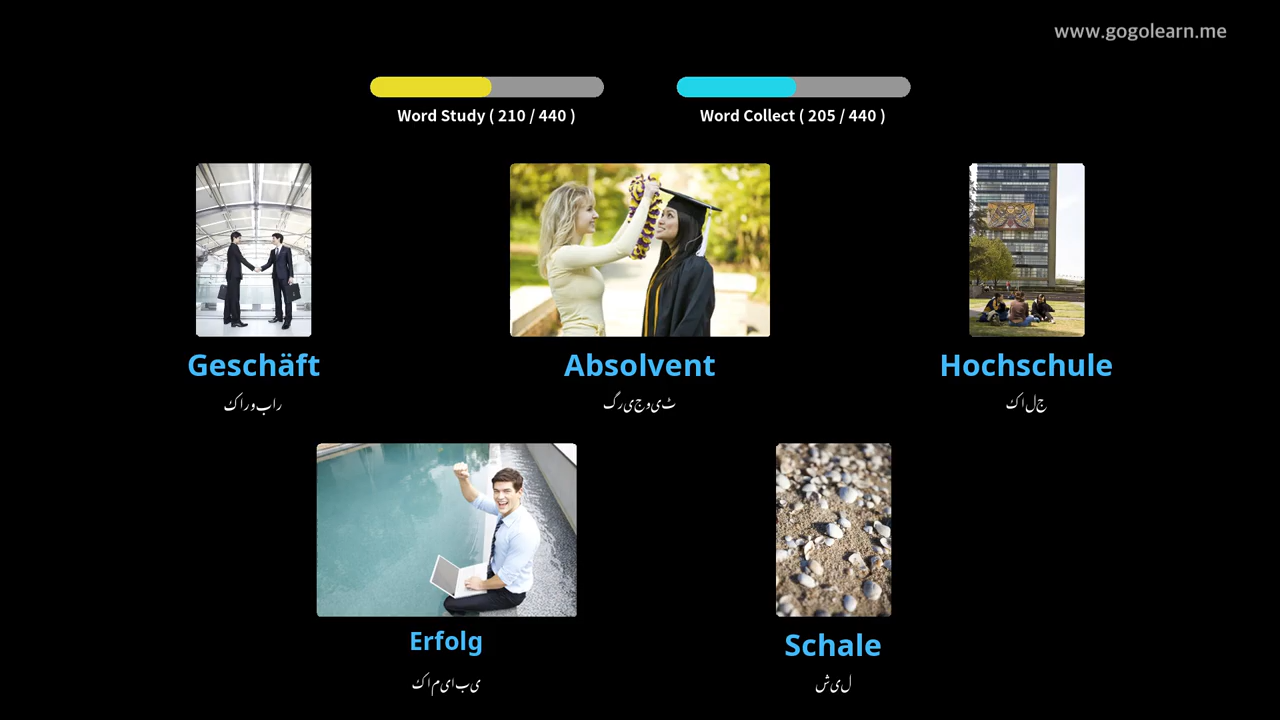 www.gogolearn.me
Word Study ( 210 / 440 )
Word Collect ( 205 / 440 )
Geschäft
کاروبار
Absolvent
گریجویٹ
Hochschule
کالج
Erfolg
کامیابی
Schale
شیل